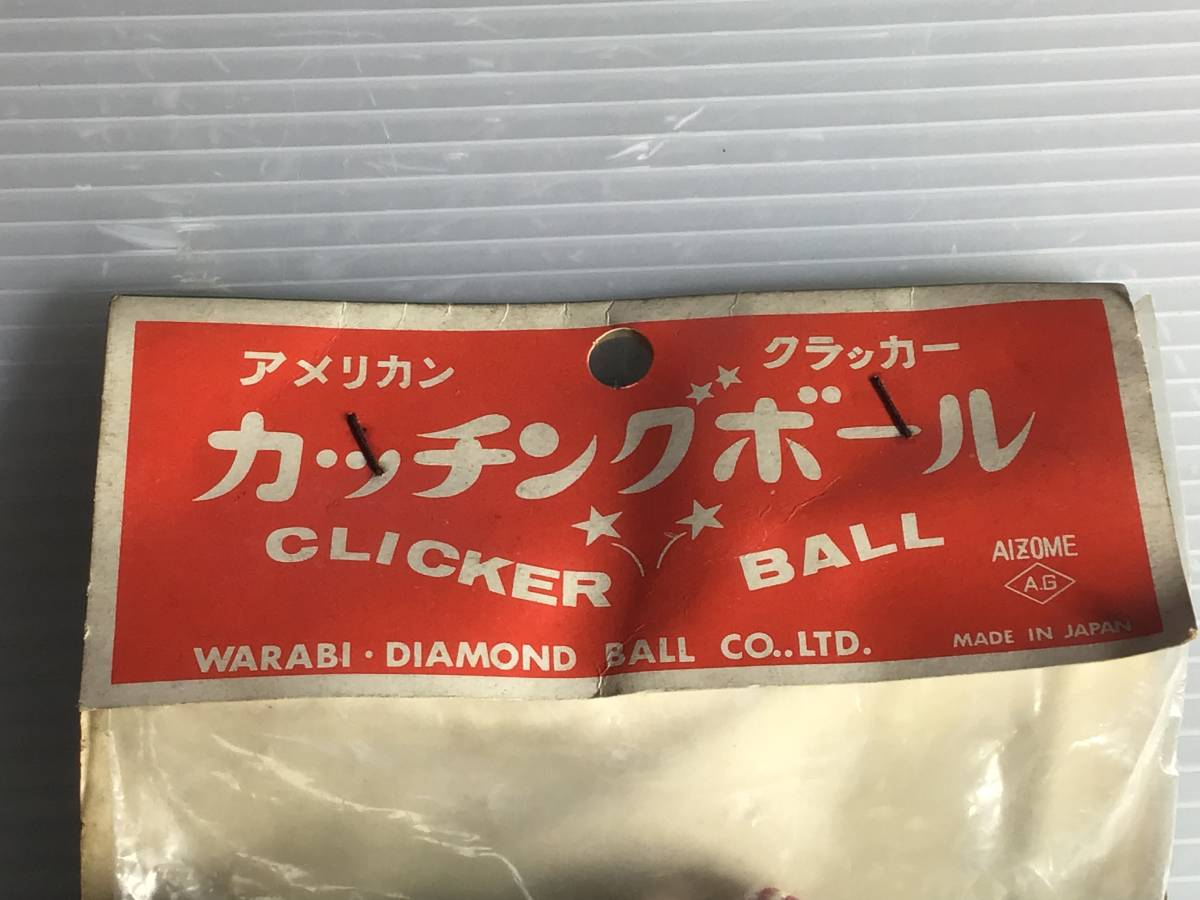 アメリカン クラッカー
カッチングボール
CLICKER BALL
AIZOME
A.G
WARABI・DIAMOND BALL CO.,LTD.
MADE IN JAPAN